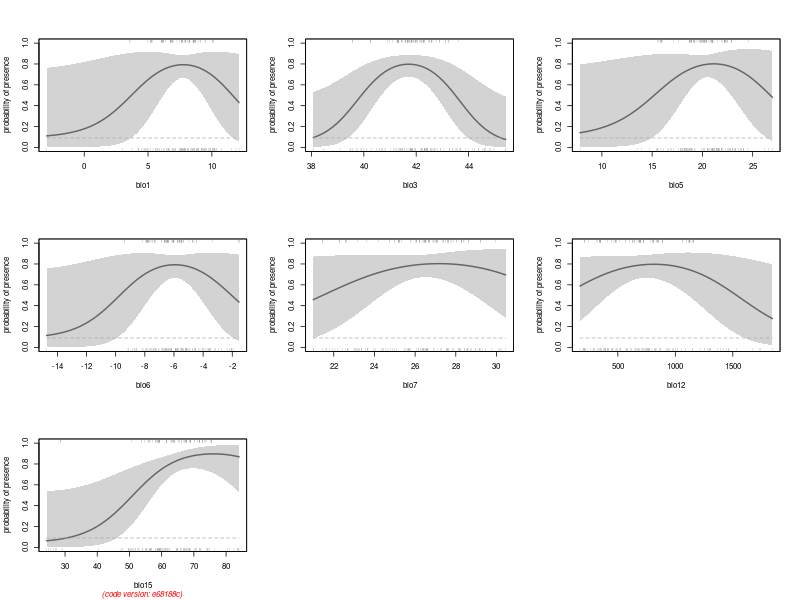 probability of presence
0.0 0.2 0.4 0.6 0.8 1.0
0 5 10
bio1
probability of presence
0.0 0.2 0.4 0.6 0.8 1.0
38 40 42 44
bio3
probability of presence
0.0 0.2 0.4 0.6 0.8 1.0
10 15 20 25
bio5
probability of presence
0.0 0.2 0.4 0.6 0.8 1.0
-14 -12 -10 -8 -6 -4 -2
bio6
probability of presence
0.0 0.2 0.4 0.6 0.8 1.0
22 24 26 28 30
bio7
probability of presence
0.0 0.2 0.4 0.6 0.8 1.0
500 1000 1500
bio12
probability of presence
0.0 0.2 0.4 0.6 0.8 1.0
30 40 50 60 70 80
bio15
(code version: e68188c)